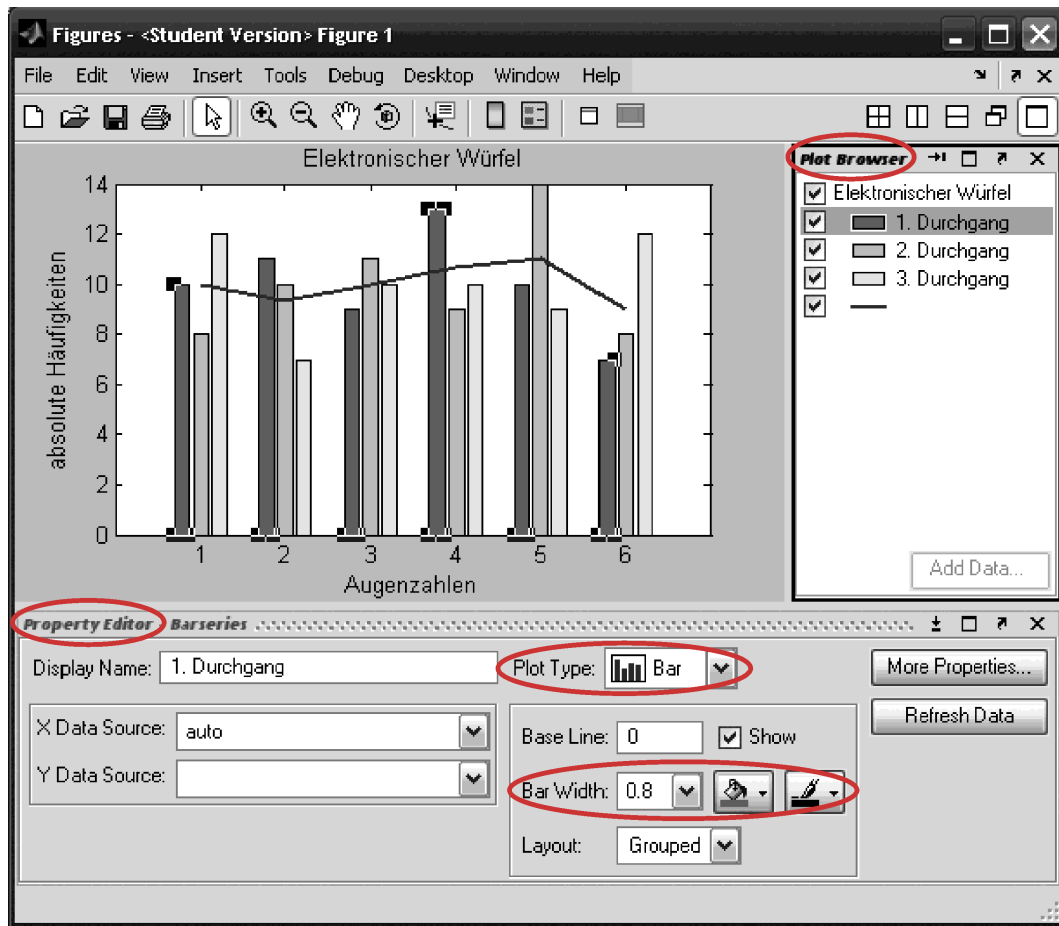 Figures - <Student Version> Figure 1
File Edit View Insert Tools Debug Desktop Window Help
Elektronischer Würfel
14
12
10
8
6
4
2
0
absolute Häufigkeiten
1 2 3 4 5 6
Augenzahlen
Plot Browser
Elektronischer Würfel
1. Durchgang
2. Durchgang
3. Durchgang
Add Data...
Property Editor - Barseries
Display Name: 1. Durchgang
Plot Type: Bar
More Properties...
X Data Source: auto
Y Data Source:
Base Line: 0 Show
Refresh Data
Bar Width: 0.8
Layout: Grouped